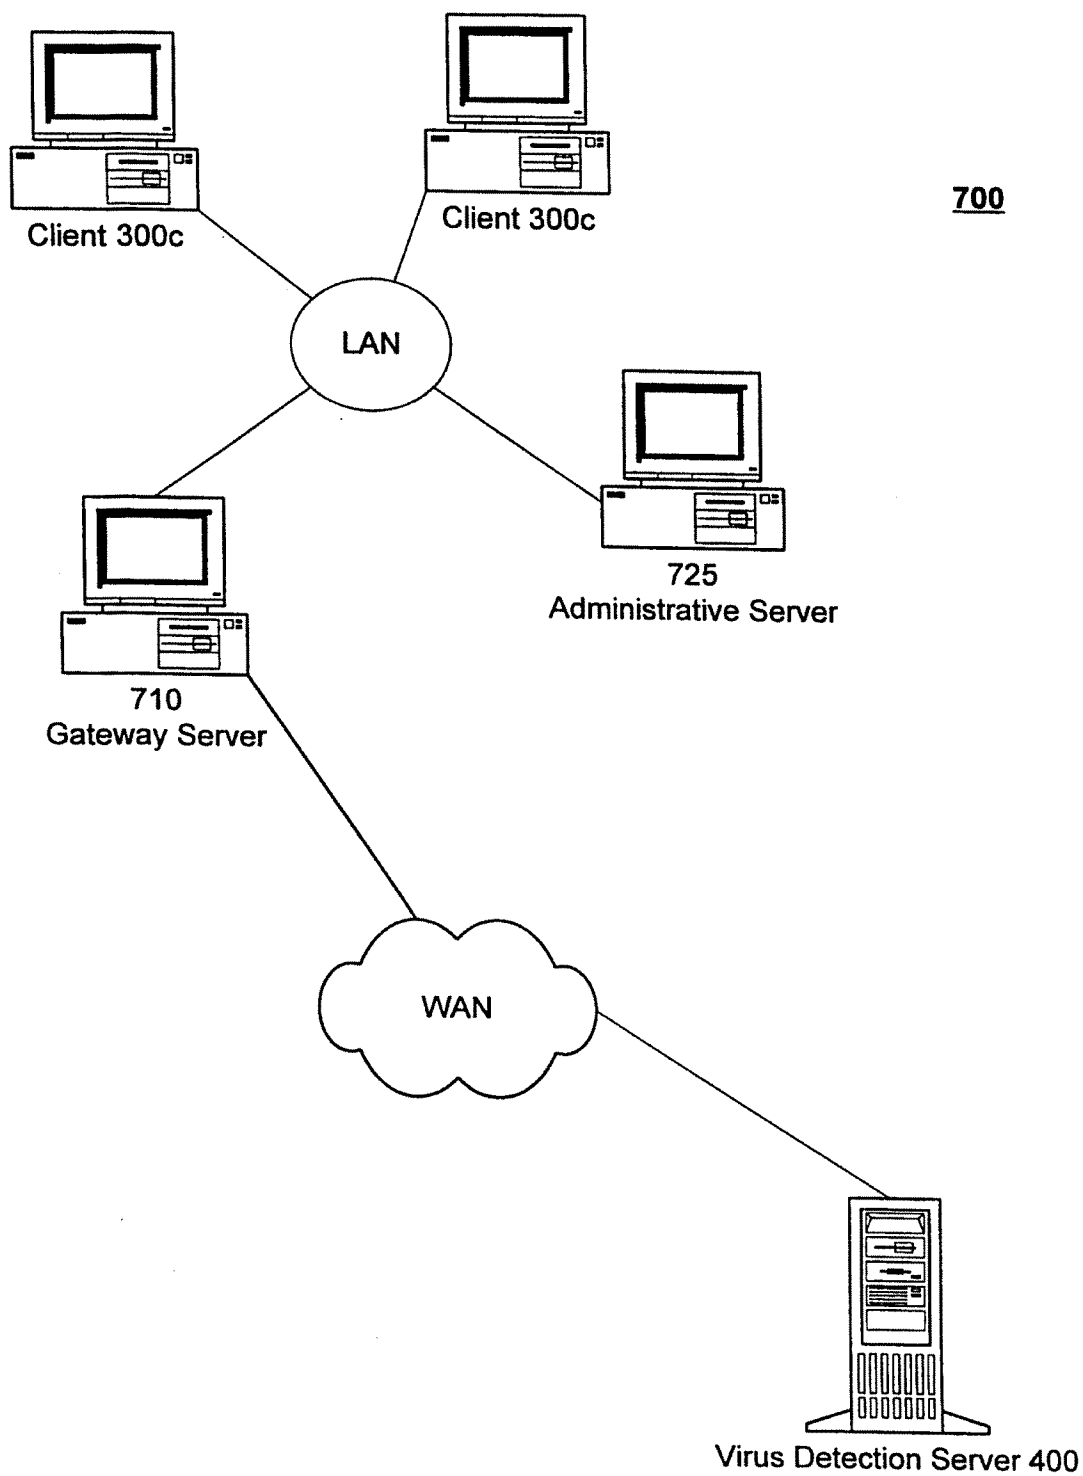 Client 300c
Client 300c
700
LAN
725
Administrative Server
710
Gateway Server
WAN
Virus Detection Server 400